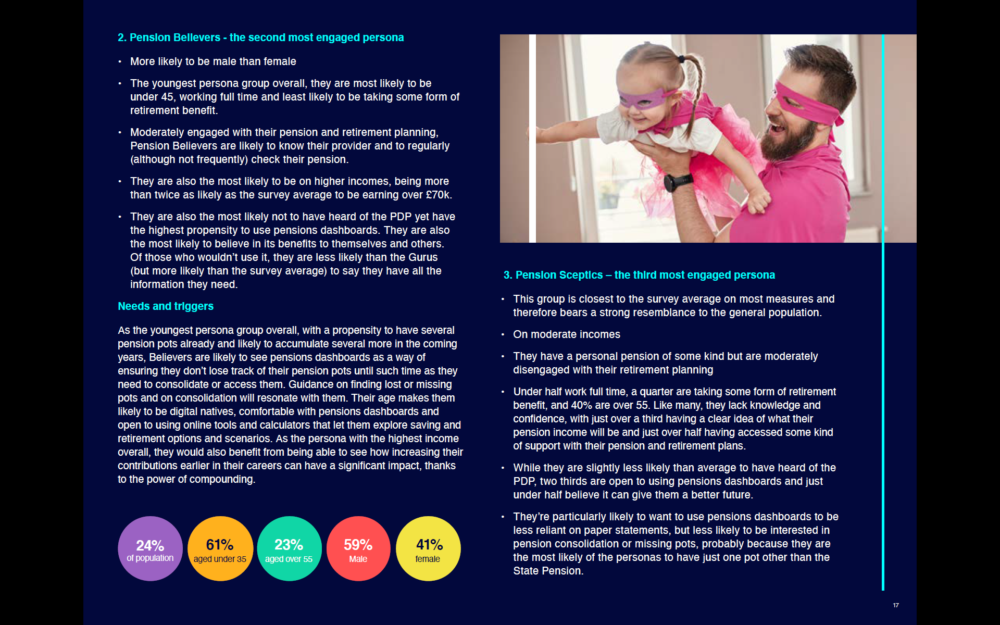 2. Pension Believers - the second most engaged persona
• More likely to be male than female
• The youngest persona group overall, they are most likely to be
under 45, working full time and least likely to be taking some form of
retirement benefit.
• Moderately engaged with their pension and retirement planning,
Pension Believers are likely to know their provider and to regularly
(although not frequently) check their pension.
• They are also the most likely to be on higher incomes, being more
than twice as likely as the survey average to be earning over £70k.
• They are also the most likely not to have heard of the PDP yet have
the highest propensity to use pensions dashboards. They are also
the most likely to believe in its benefits to themselves and others.
Of those who wouldn’t use it, they are less likely than the Gurus
(but more likely than the survey average) to say they have all the
information they need.
Needs and triggers
As the youngest persona group overall, with a propensity to have several
pension pots already and likely to accumulate several more in the coming
years, Believers are likely to see pensions dashboards as a way of
ensuring they don’t lose track of their pension pots until such time as they
need to consolidate or access them. Guidance on finding lost or missing
pots and on consolidation will resonate with them. Their age makes them
likely to be digital natives, comfortable with pensions dashboards and
open to using online tools and calculators that let them explore saving and
retirement options and scenarios. As the persona with the highest income
overall, they would also benefit from being able to see how increasing their
contributions earlier in their careers can have a significant impact, thanks
to the power of compounding.
24%
of population
61%
aged under 35
23%
aged over 55
59%
Male
41%
female
3. Pension Sceptics – the third most engaged persona
• This group is closest to the survey average on most measures and
therefore bears a strong resemblance to the general population.
• On moderate incomes
• They have a personal pension of some kind but are moderately
disengaged with their retirement planning
• Under half work full time, a quarter are taking some form of retirement
benefit, and 40% are over 55. Like many, they lack knowledge and
confidence, with just over a third having a clear idea of what their
pension income will be and just over half having accessed some kind
of support with their pension and retirement plans.
• While they are slightly less likely than average to have heard of the
PDP, two thirds are open to using pensions dashboards and just
under half believe it can give them a better future.
• They’re particularly likely to want to use pensions dashboards to be
less reliant on paper statements, but less likely to be interested in
pension consolidation or missing pots, probably because they are
the most likely of the personas to have just one pot other than the
State Pension.
17